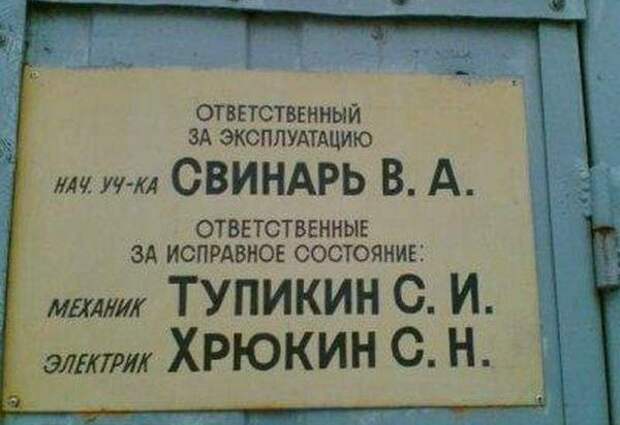 ОТВЕТСТВЕННЫЙ
ЗА ЭКСПЛУАТАЦИЮ
НАЧ. УЧ-КА СВИНАРЬ В. А.
ОТВЕТСТВЕННЫЕ
ЗА ИСПРАВНОЕ СОСТОЯНИЕ:
МЕХАНИК ТУПИКИН С. И.
ЭЛЕКТРИК ХРЮКИН С. Н.